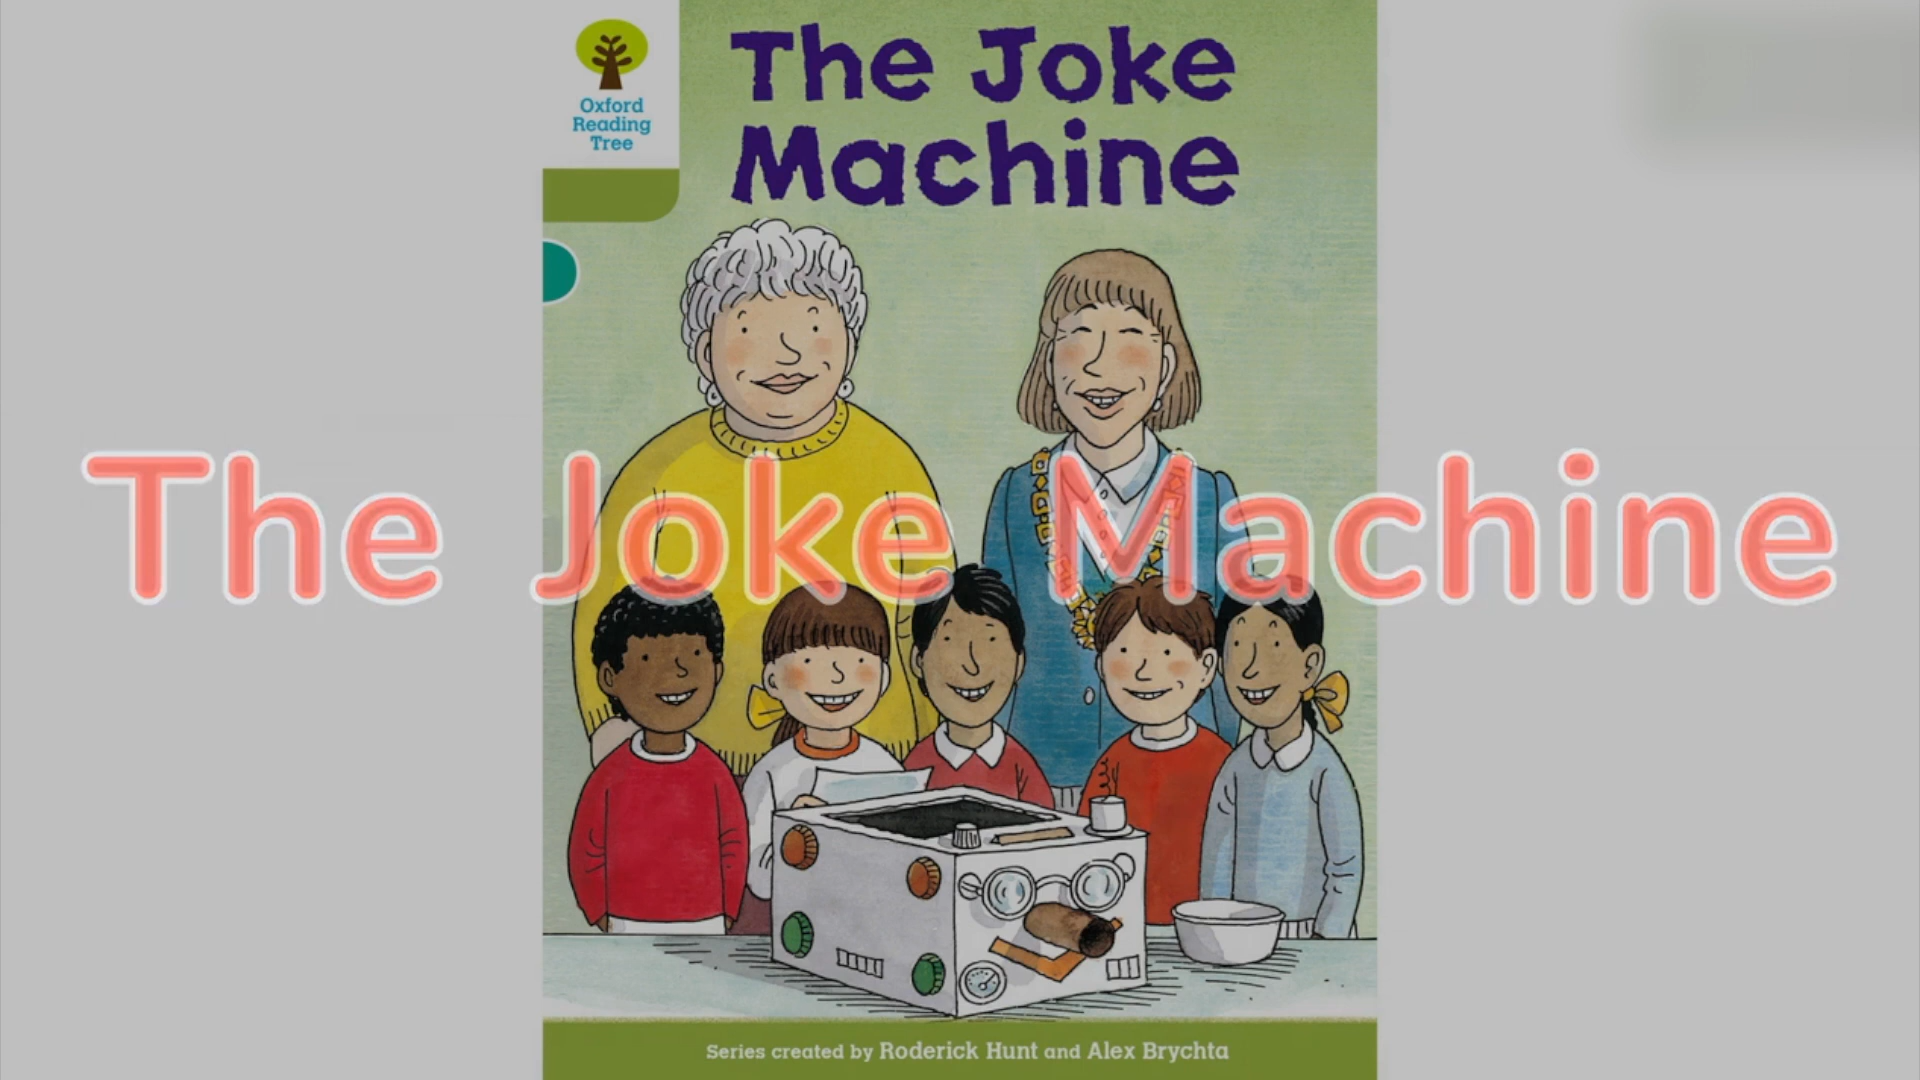 The Joke
Machine
Oxford
Reading
Tree
The Joke Machine
Series created by Roderick Hunt and Alex Brychta